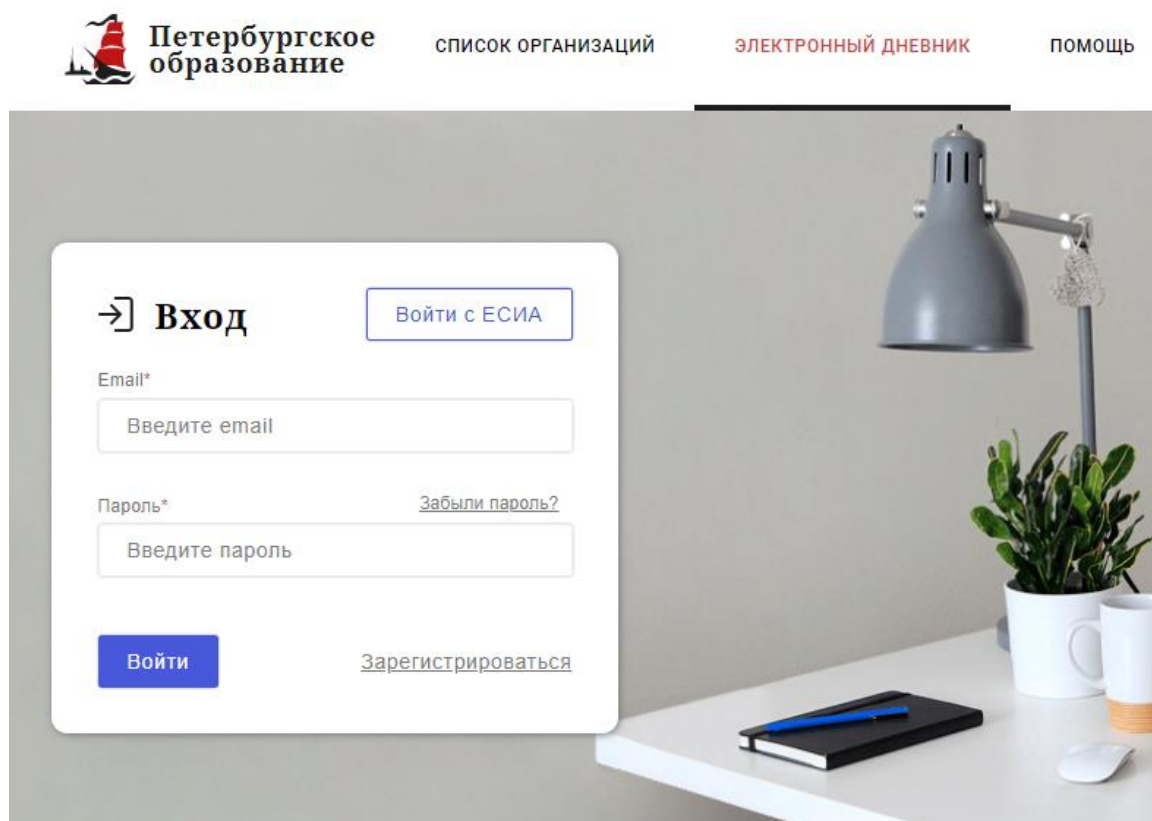 Петербургское
образование
СПИСОК ОРГАНИЗАЦИЙ
ЭЛЕКТРОННЫЙ ДНЕВНИК
ПОМОЩЬ
Вход
Войти с ЕСИА
Email*
Введите email
Пароль*
Забыли пароль?
Введите пароль
Войти
Зарегистрироваться